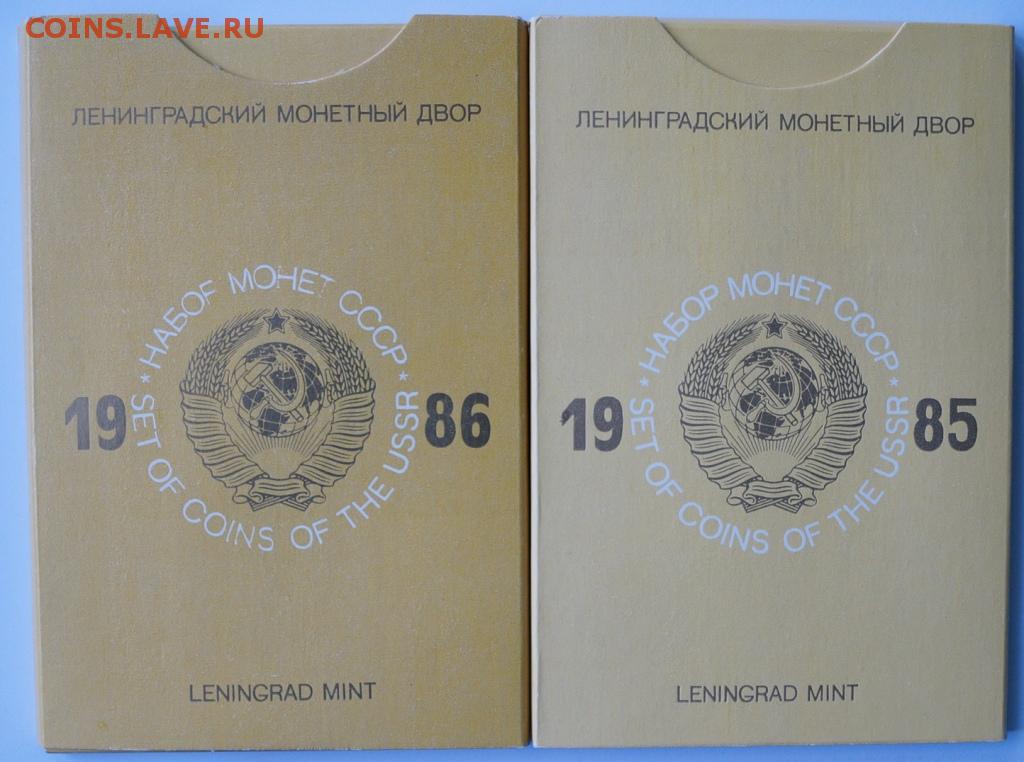 COINS.LAVE.RU
ЛЕНИНГРАДСКИЙ МОНЕТНЫЙ ДВОР
* НАБОР МОНЕТ СССР *
19 86
SET OF COINS OF THE USSR
LENINGRAD MINT
ЛЕНИНГРАДСКИЙ МОНЕТНЫЙ ДВОР
* НАБОР МОНЕТ СССР *
19 85
SET OF COINS OF THE USSR
LENINGRAD MINT